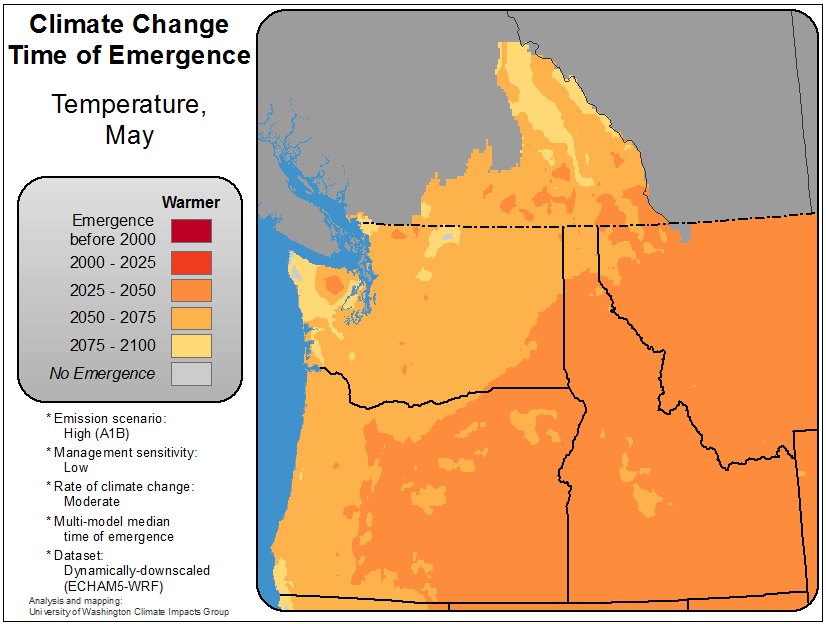 Climate Change
Time of Emergence
Temperature,
May
Warmer
Emergence
before 2000
2000 - 2025
2025 - 2050
2050 - 2075
2075 - 2100
No Emergence
* Emission scenario:
High (A1B)
* Management sensitivity:
Low
* Rate of climate change:
Moderate
* Multi-model median
time of emergence
* Dataset:
Dynamically-downscaled
(ECHAM5-WRF)
Analysis and mapping:
University of Washington Climate Impacts Group